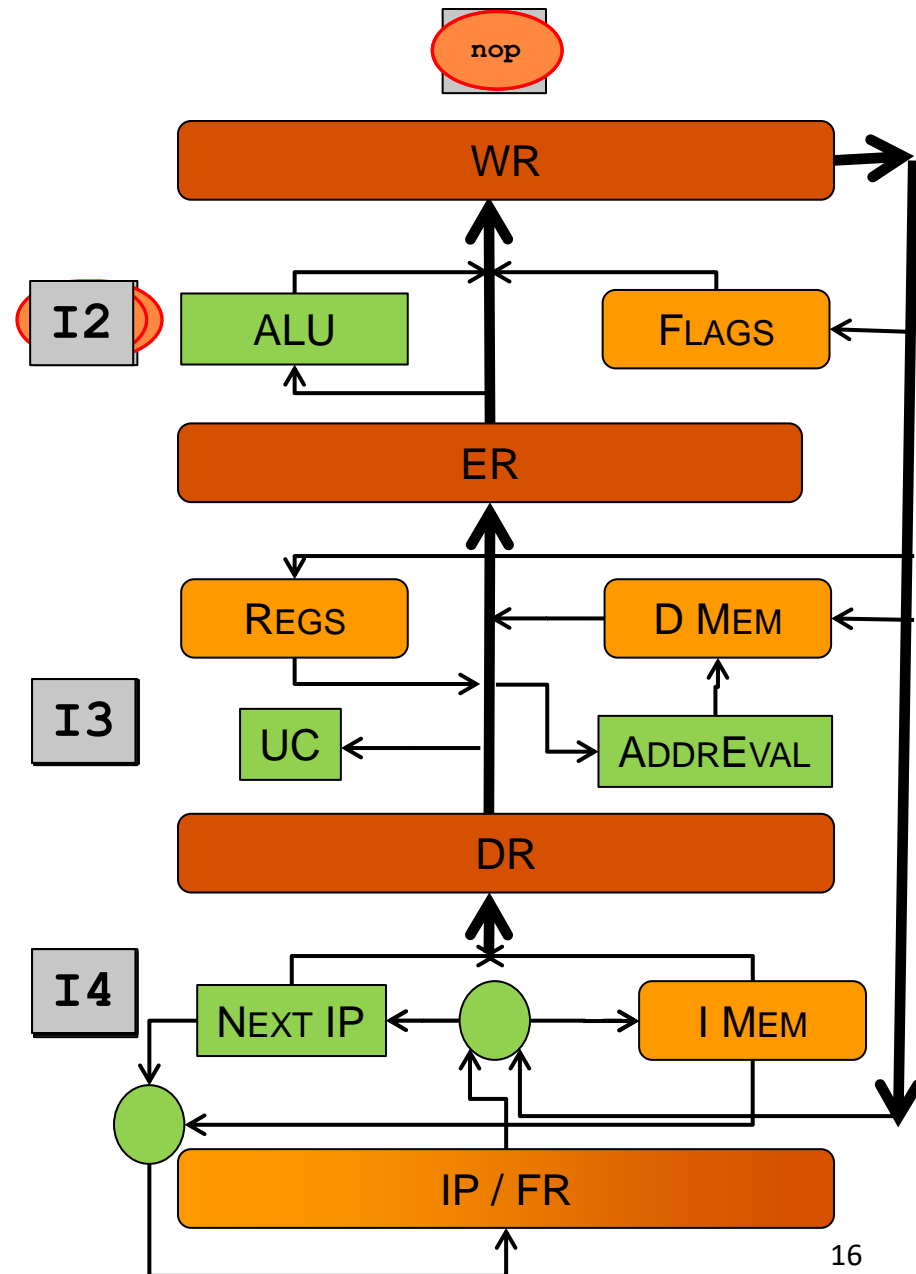 nop
WR
I2
ALU
FLAGS
ER
REGS
D MEM
I3
UC
ADDREVAL
DR
I4
NEXT IP
I MEM
IP / FR
16